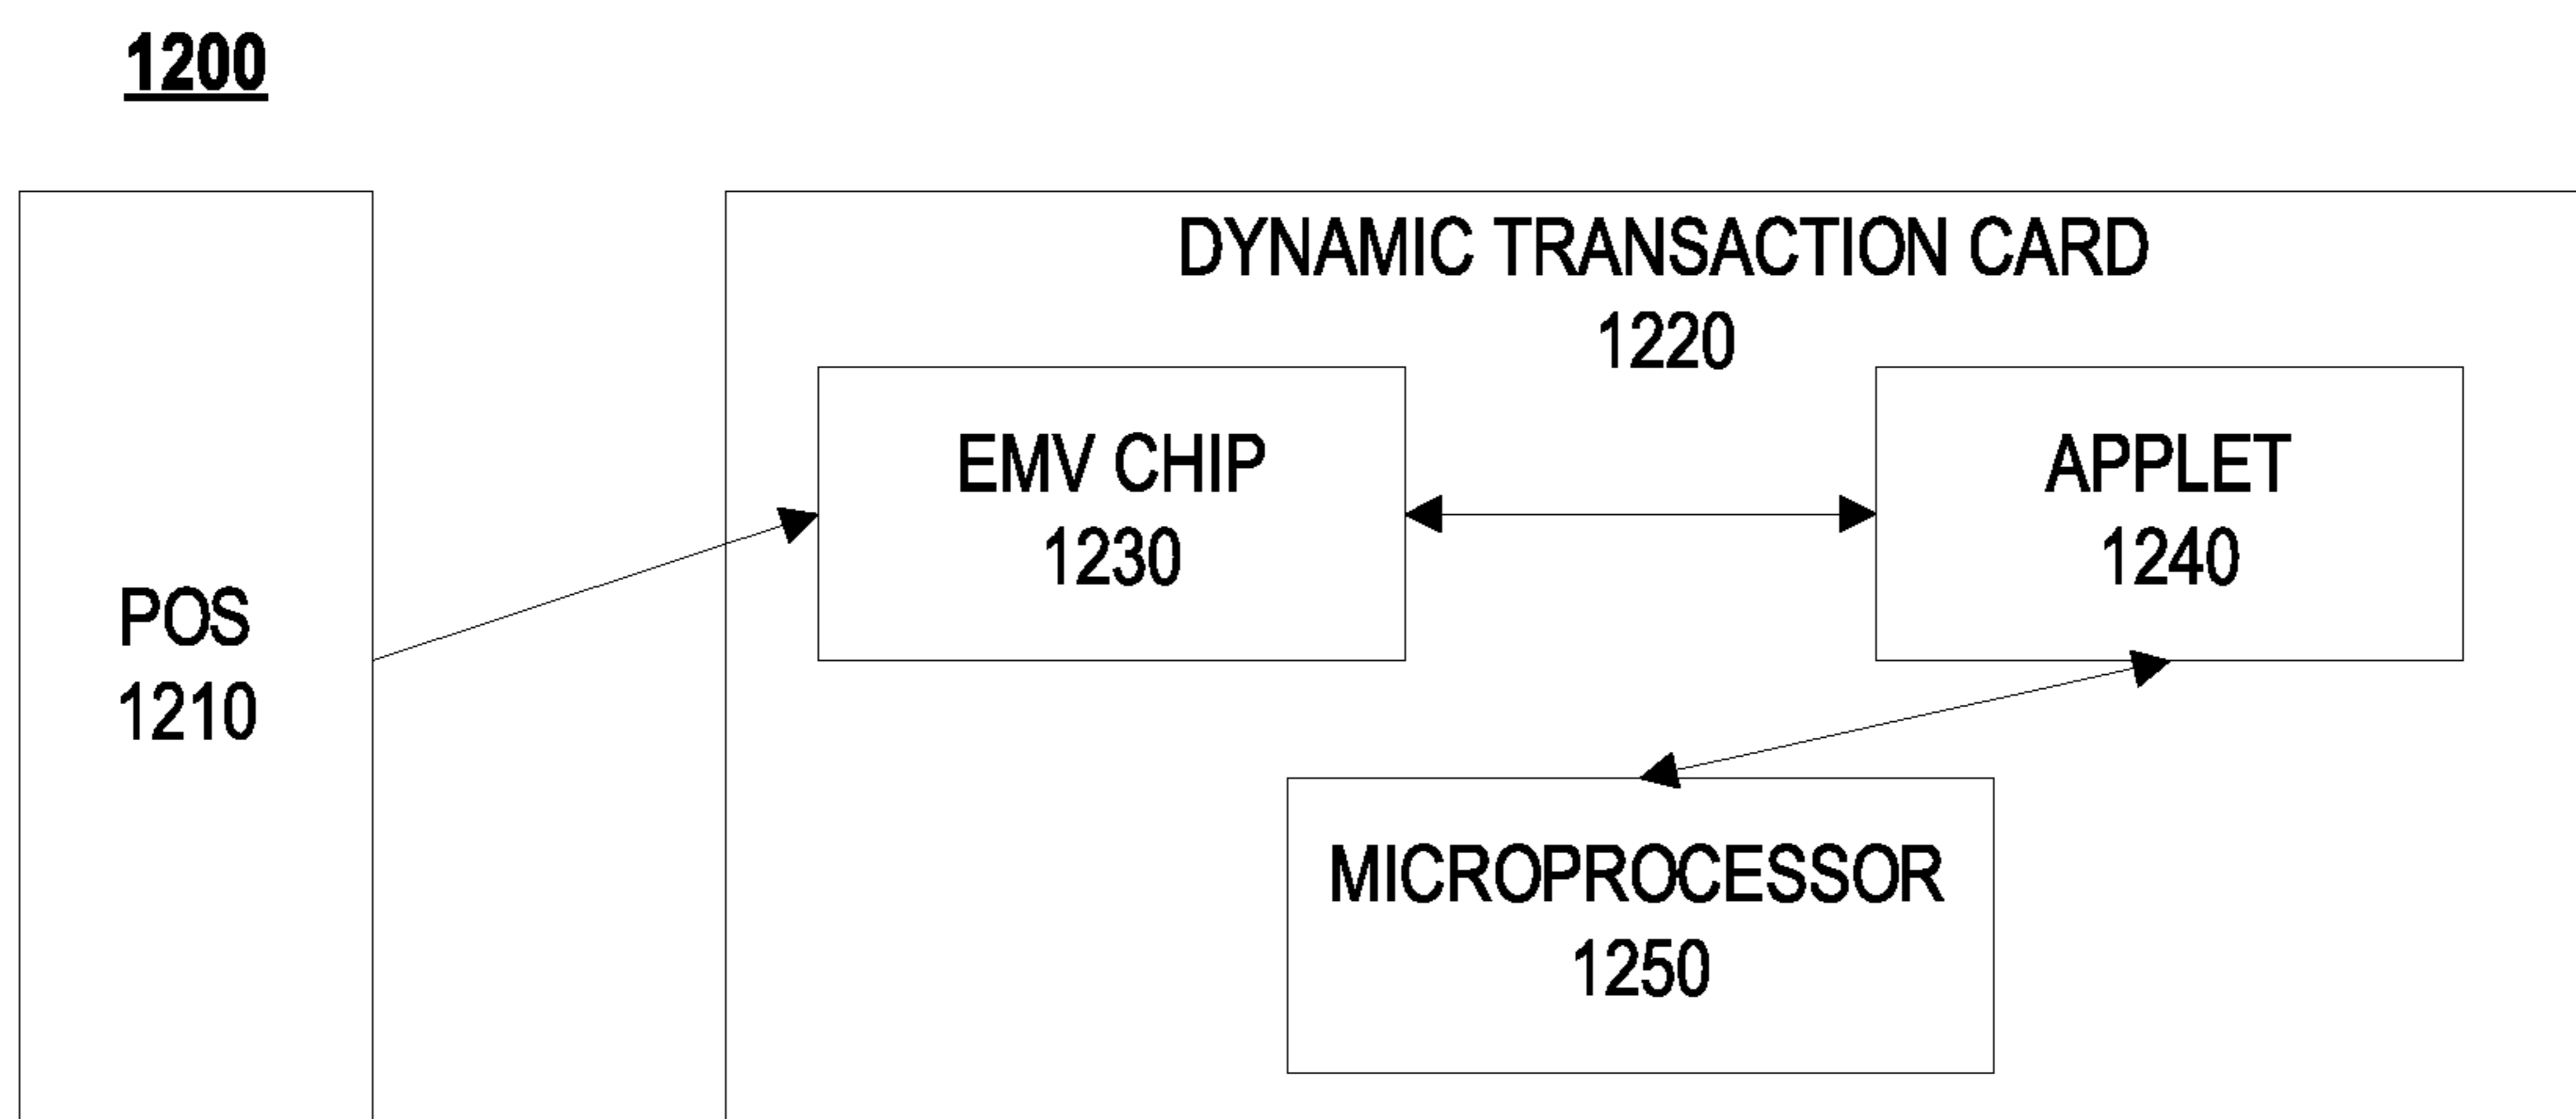 1200
DYNAMIC TRANSACTION CARD
1220
EMV CHIP
1230
APPLET
1240
POS
1210
MICROPROCESSOR
1250